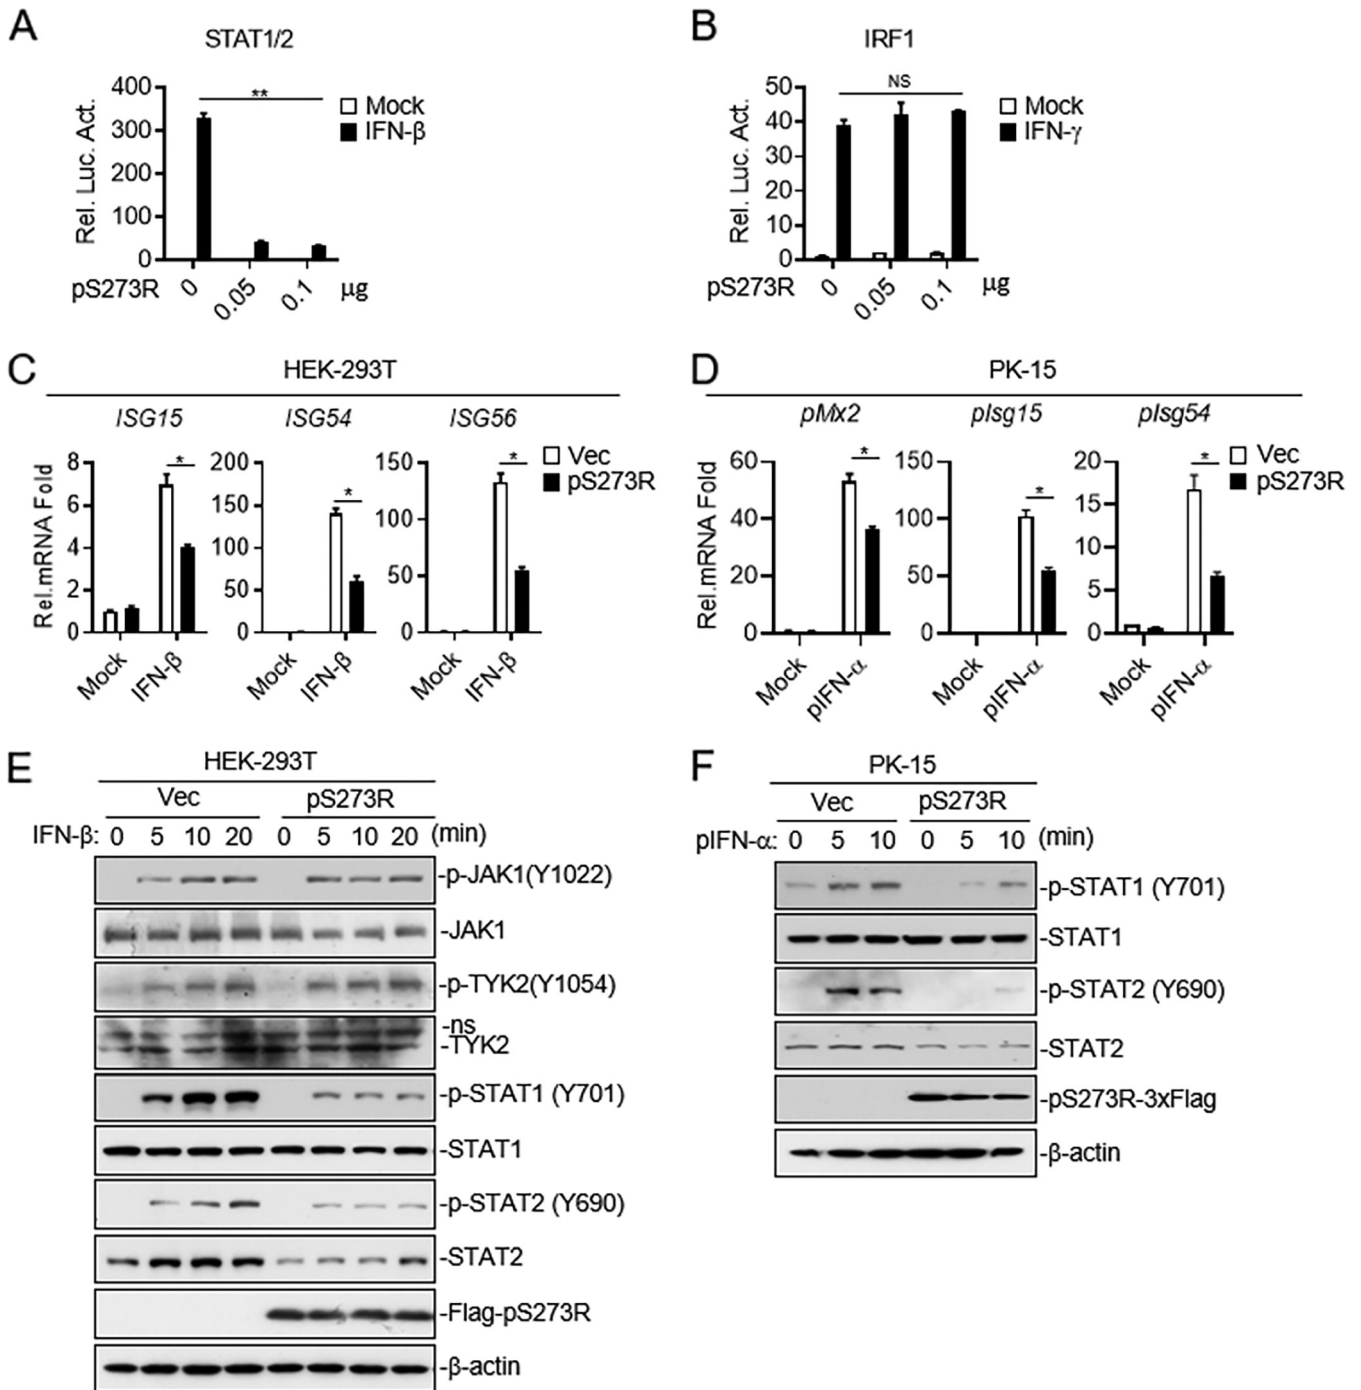 A
STAT1/2
Rel. Luc. Act.
400
300
200
100
0
**
Mock
IFN-β
pS273R
0
0.05
0.1
μg
B
IRF1
Rel. Luc. Act.
50
40
30
20
10
0
NS
Mock
IFN-γ
pS273R
0
0.05
0.1
μg
C
HEK-293T
ISG15
ISG54
ISG56
Rel.mRNA Fold
8
6
4
2
0
*
Mock
IFN-β
200
150
100
50
0
*
Mock
IFN-β
150
100
50
0
*
Mock
IFN-β
Vec
pS273R
D
PK-15
pMx2
pIsg15
pIsg54
Rel.mRNA Fold
60
40
20
0
*
Mock
pIFN-α
150
100
50
0
*
Mock
pIFN-α
20
15
10
5
0
*
Mock
pIFN-α
Vec
pS273R
E
HEK-293T
Vec pS273R
IFN-β: 0 5 10 20 0 5 10 20 (min)
-p-JAK1(Y1022)
-JAK1
-p-TYK2(Y1054)
-ns
-TYK2
-p-STAT1 (Y701)
-STAT1
-p-STAT2 (Y690)
-STAT2
-Flag-pS273R
-β-actin
F
PK-15
Vec pS273R
pIFN-α: 0 5 10 0 5 10 (min)
-p-STAT1 (Y701)
-STAT1
-p-STAT2 (Y690)
-STAT2
-pS273R-3xFlag
-β-actin